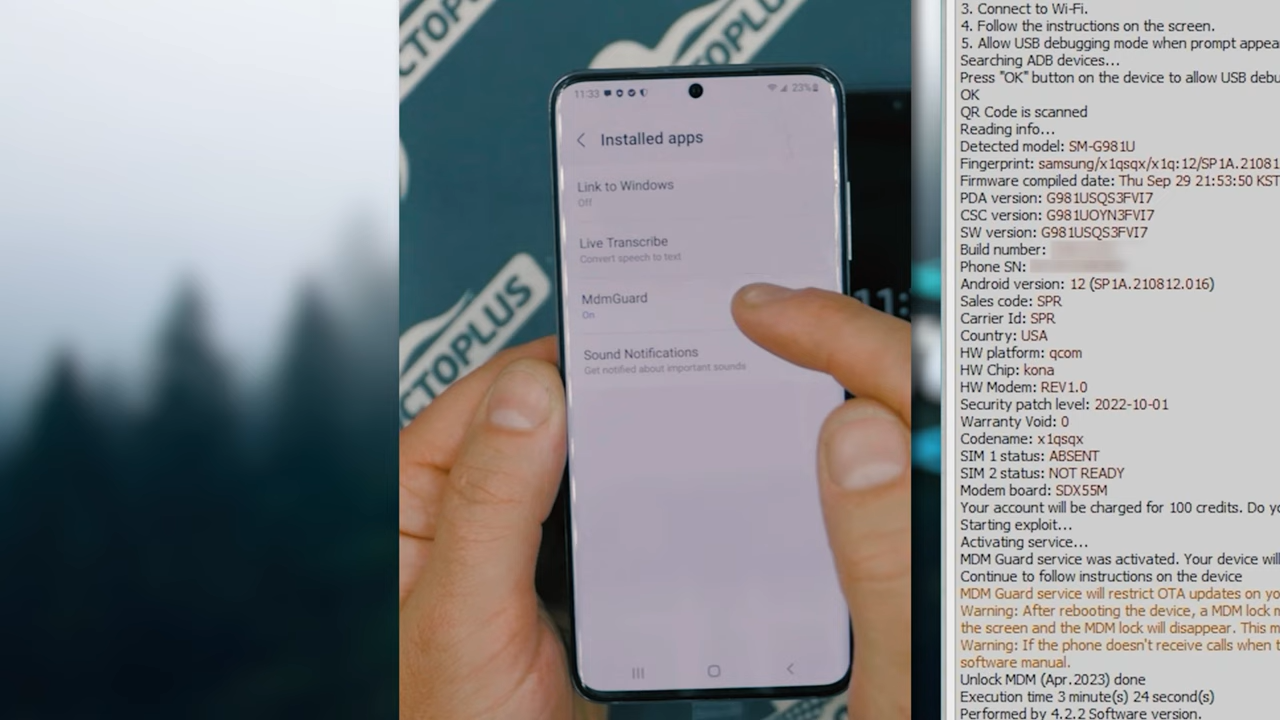 CTOPLUS
OPLU
OCTOPLUS
11:33
23%
Installed apps
Link to Windows
Off
Live Transcribe
Convert speech to text
MdmGuard
On
Sound Notifications
Get notified about important sounds
11:
3. Connect to Wi-Fi.
4. Follow the instructions on the screen.
5. Allow USB debugging mode when prompt appea
Searching ADB devices...
Press "OK" button on the device to allow USB debu
OK
QR Code is scanned
Reading info...
Detected model: SM-G981U
Fingerprint: samsung/x1qsqx/x1q:12/SP1A.21081
Firmware compiled date: Thu Sep 29 21:53:50 KST
PDA version: G981USQS3FVI7
CSC version: G981UOYN3FVI7
SW version: G981USQS3FVI7
Build number:
Phone SN:
Android version: 12 (SP1A.210812.016)
Sales code: SPR
Carrier Id: SPR
Country: USA
HW platform: qcom
HW Chip: kona
HW Modem: REV1.0
Security patch level: 2022-10-01
Warranty Void: 0
Codename: x1qsqx
SIM 1 status: ABSENT
SIM 2 status: NOT READY
Modem board: SDX55M
Your account will be charged for 100 credits. Do yo
Starting exploit...
Activating service...
MDM Guard service was activated. Your device will
Continue to follow instructions on the device
MDM Guard service will restrict OTA updates on yo
Warning: After rebooting the device, a MDM lock m
the screen and the MDM lock will disappear. This m
Warning: If the phone doesn't receive calls when t
software manual.
Unlock MDM (Apr.2023) done
Execution time 3 minute(s) 24 second(s)
Performed by 4.2.2 Software version.